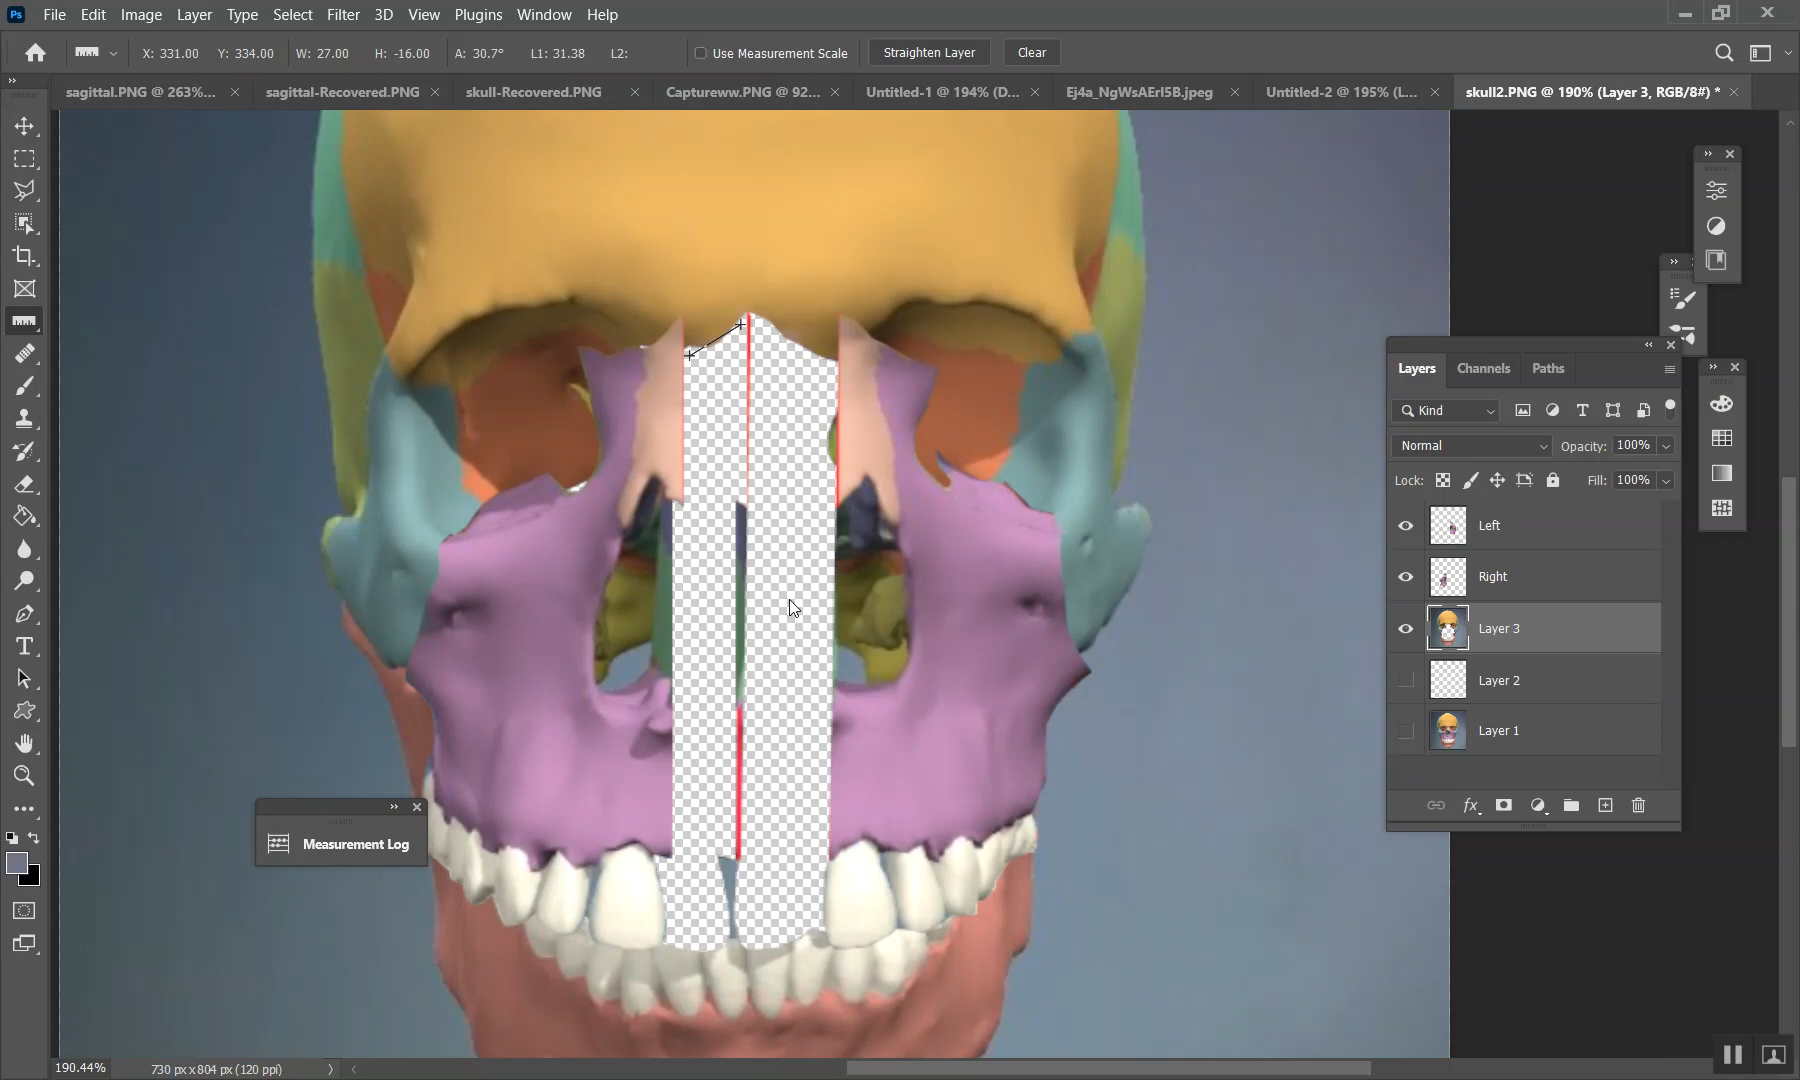 Ps File Edit Image Layer Type Select Filter 3D View Plugins Window Help
X: 331.00 Y: 334.00 W: 27.00 H: -16.00 A: 30.7° L1: 31.38 L2: Use Measurement Scale Straighten Layer Clear
sagittal.PNG @ 263%... sagittal-Recovered.PNG skull-Recovered.PNG Captureww.PNG @ 92... Untitled-1 @ 194% (D... Ej4a_NgWsAErI5B.jpeg Untitled-2 @ 195% (L... skull2.PNG @ 190% (Layer 3, RGB/8#) *
Layers Channels Paths
Kind
Normal Opacity: 100%
Lock: Fill: 100%
Left
Right
Layer 3
Layer 2
Layer 1
fx
Measurement Log
190.44% 730 px x 804 px (120 ppi)